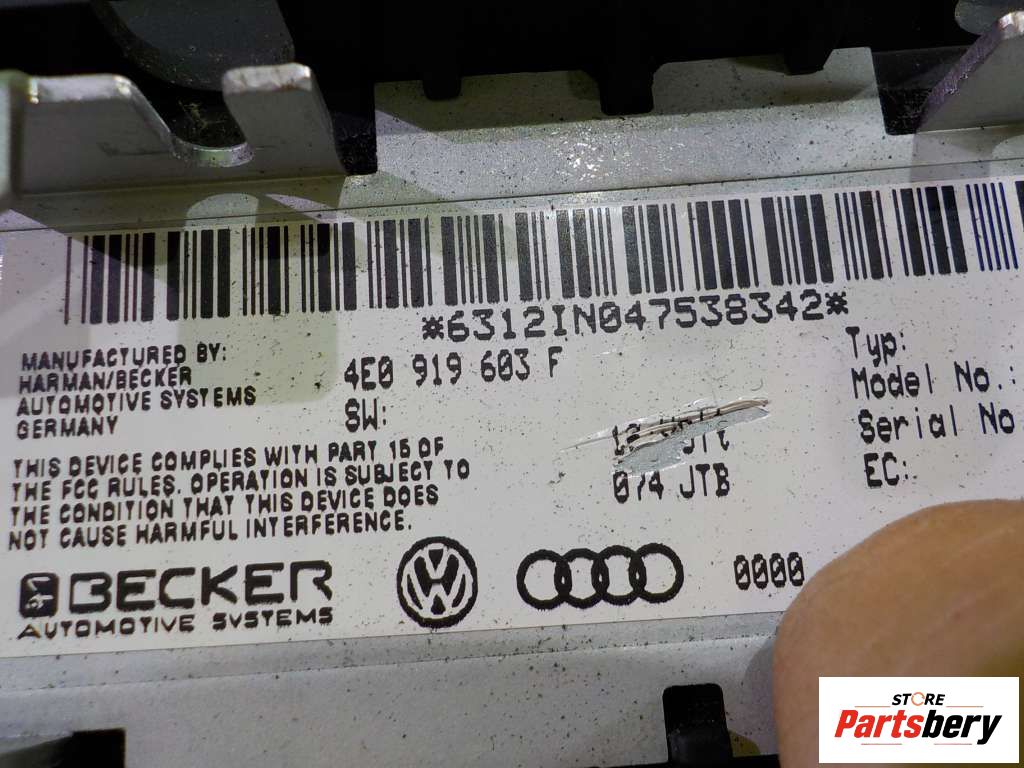 *6312IN047538342*
MANUFACTURED BY:
HARMAN/BECKER
AUTOMOTIVE SYSTEMS
GERMANY
4E0 919 603 F
SW:
THIS DEVICE COMPLIES WITH PART 15 OF
THE FCC RULES. OPERATION IS SUBJECT TO
THE CONDITION THAT THIS DEVICE DOES
NOT CAUSE HARMFUL INTERFERENCE.
074 JTB
Typ:
Model No.:
Serial No
EC:
BECKER
AUTOMOTIVE SYSTEMS
0000
STORE
Partsbery